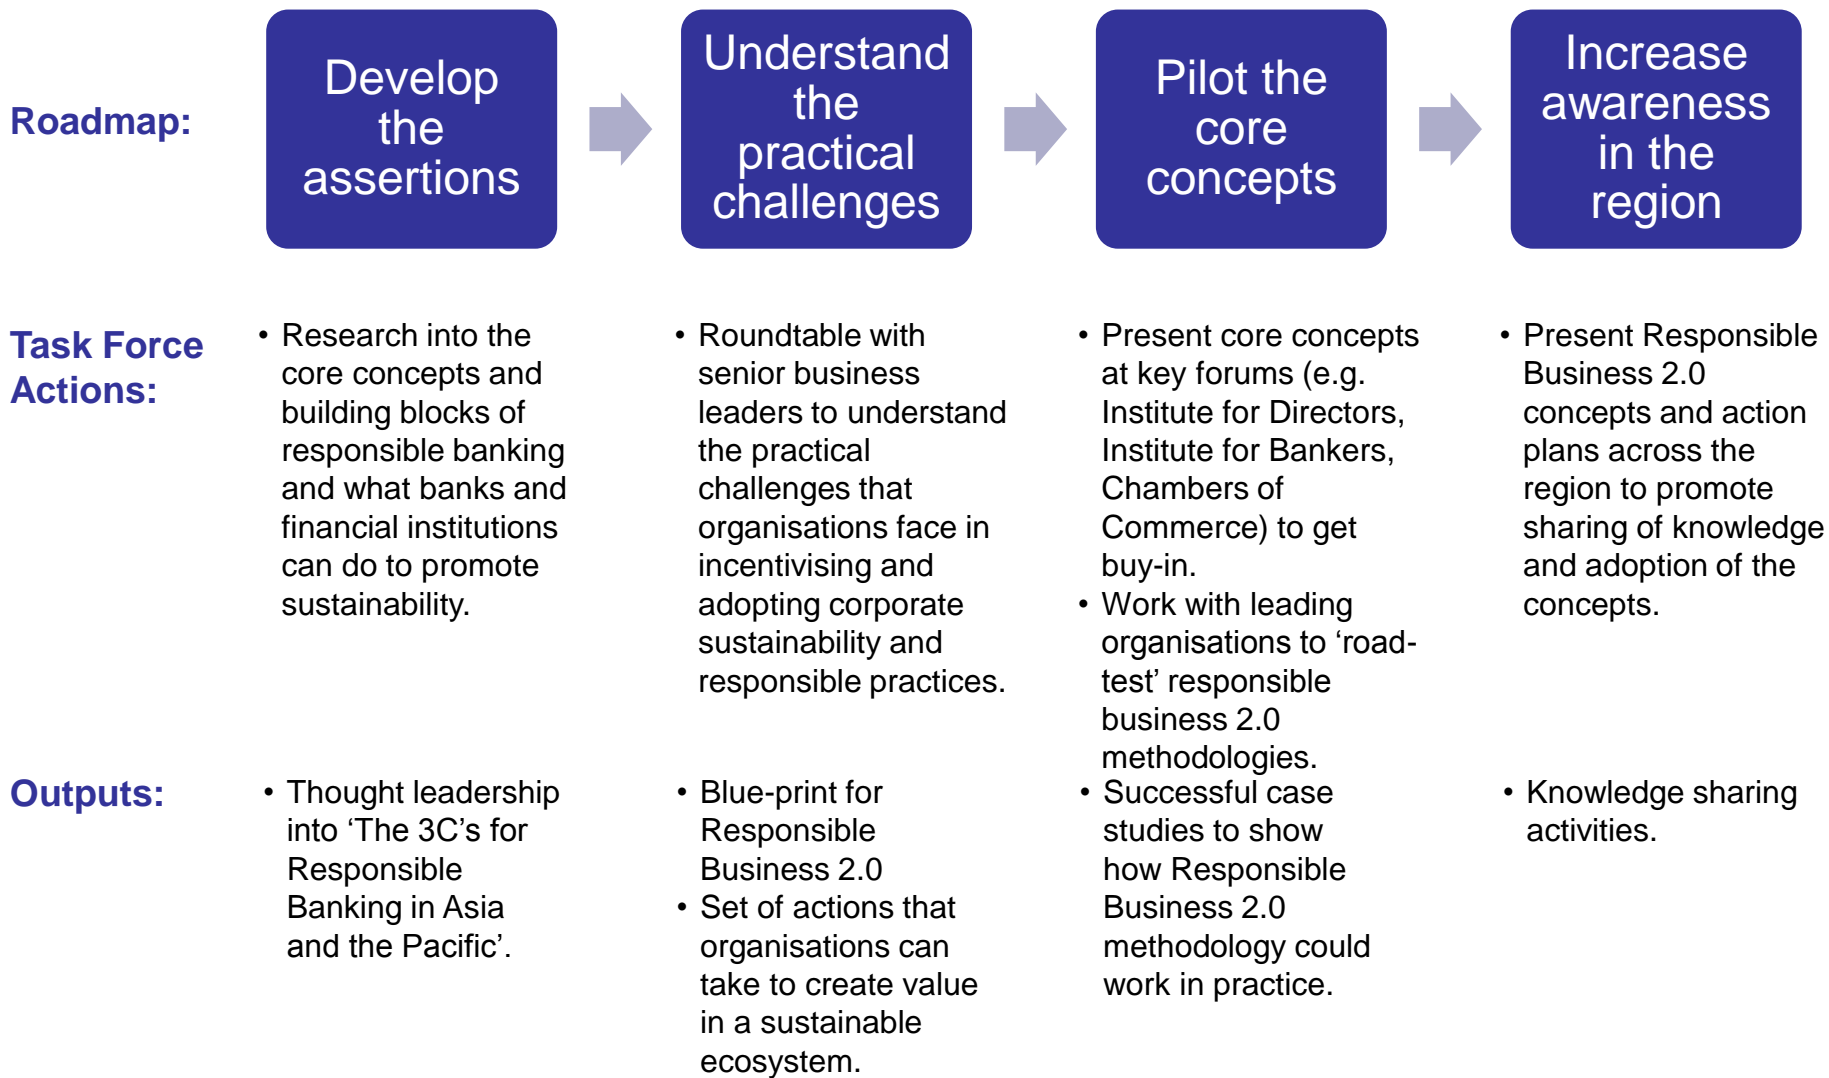 Roadmap:
Develop
the
assertions
Understand
the
practical
challenges
Pilot the
core
concepts
Increase
awareness
in the
region
Task Force
Actions:
• Research into the
core concepts and
building blocks of
responsible banking
and what banks and
financial institutions
can do to promote
sustainability.
• Roundtable with
senior business
leaders to understand
the practical
challenges that
organisations face in
incentivising and
adopting corporate
sustainability and
responsible practices.
• Present core concepts
at key forums (e.g.
Institute for Directors,
Institute for Bankers,
Chambers of
Commerce) to get
buy-in.
• Work with leading
organisations to ‘road-
test’ responsible
business 2.0
methodologies.
• Present Responsible
Business 2.0
concepts and action
plans across the
region to promote
sharing of knowledge
and adoption of the
concepts.
Outputs:
• Thought leadership
into ‘The 3C’s for
Responsible
Banking in Asia
and the Pacific’.
• Blue-print for
Responsible
Business 2.0
• Set of actions that
organisations can
take to create value
in a sustainable
ecosystem.
• Successful case
studies to show
how Responsible
Business 2.0
methodology could
work in practice.
• Knowledge sharing
activities.